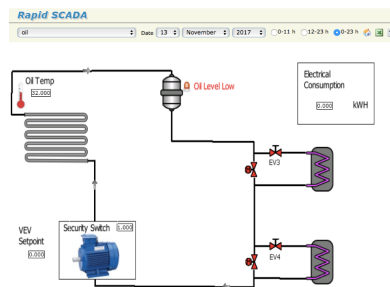 Rapid SCADA
oil Date 13 November 2017 0-11 h 12-23 h 0-23 h
Oil Temp
32.000
Oil Level Low
Electrical
Consumption
0.000 kWH
EV3
VEV
Setpoint
0.000
Security Switch 1.000
EV4